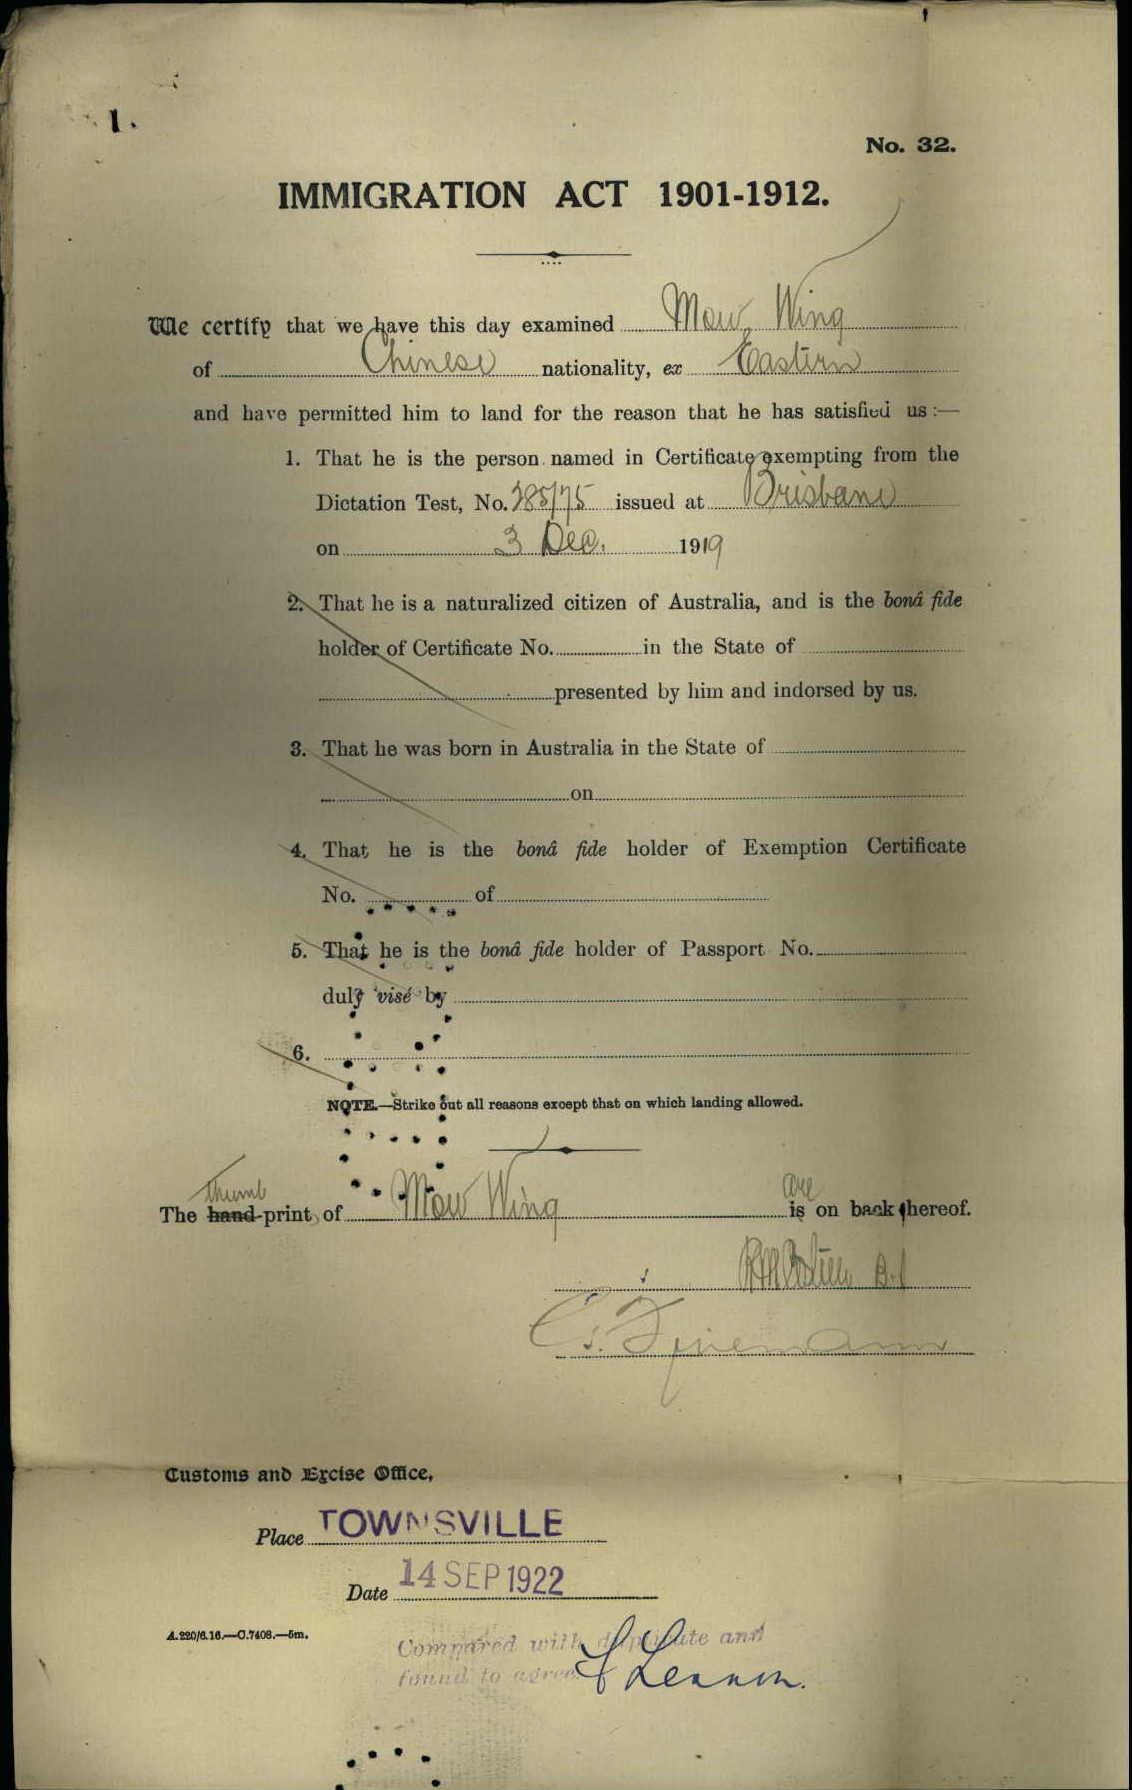 1.
No. 32.
IMMIGRATION ACT 1901-1912.
We certify that we have this day examined Mow Wing
of Chinese nationality, ex Eastern
and have permitted him to land for the reason that he has satisfied us:—
1. That he is the person named in Certificate exempting from the
Dictation Test, No. 285/75 issued at Brisbane
on 3 Dec. 1919
2. That he is a naturalized citizen of Australia, and is the bonâ fide
holder of Certificate No. in the State of
presented by him and indorsed by us.
3. That he was born in Australia in the State of
on
4. That he is the bonâ fide holder of Exemption Certificate
No. of
5. That he is the bonâ fide holder of Passport No.
duly visé by
6.
NOTE.—Strike out all reasons except that on which landing allowed.
thumb are
The hand-prints of Mow Wing is on back thereof.
Customs and Excise Office,
Place TOWNSVILLE
Date 14 SEP 1922
A.220/6.16.—C.7408.—5m.
Compared with duplicate and
found to agree Lennon.